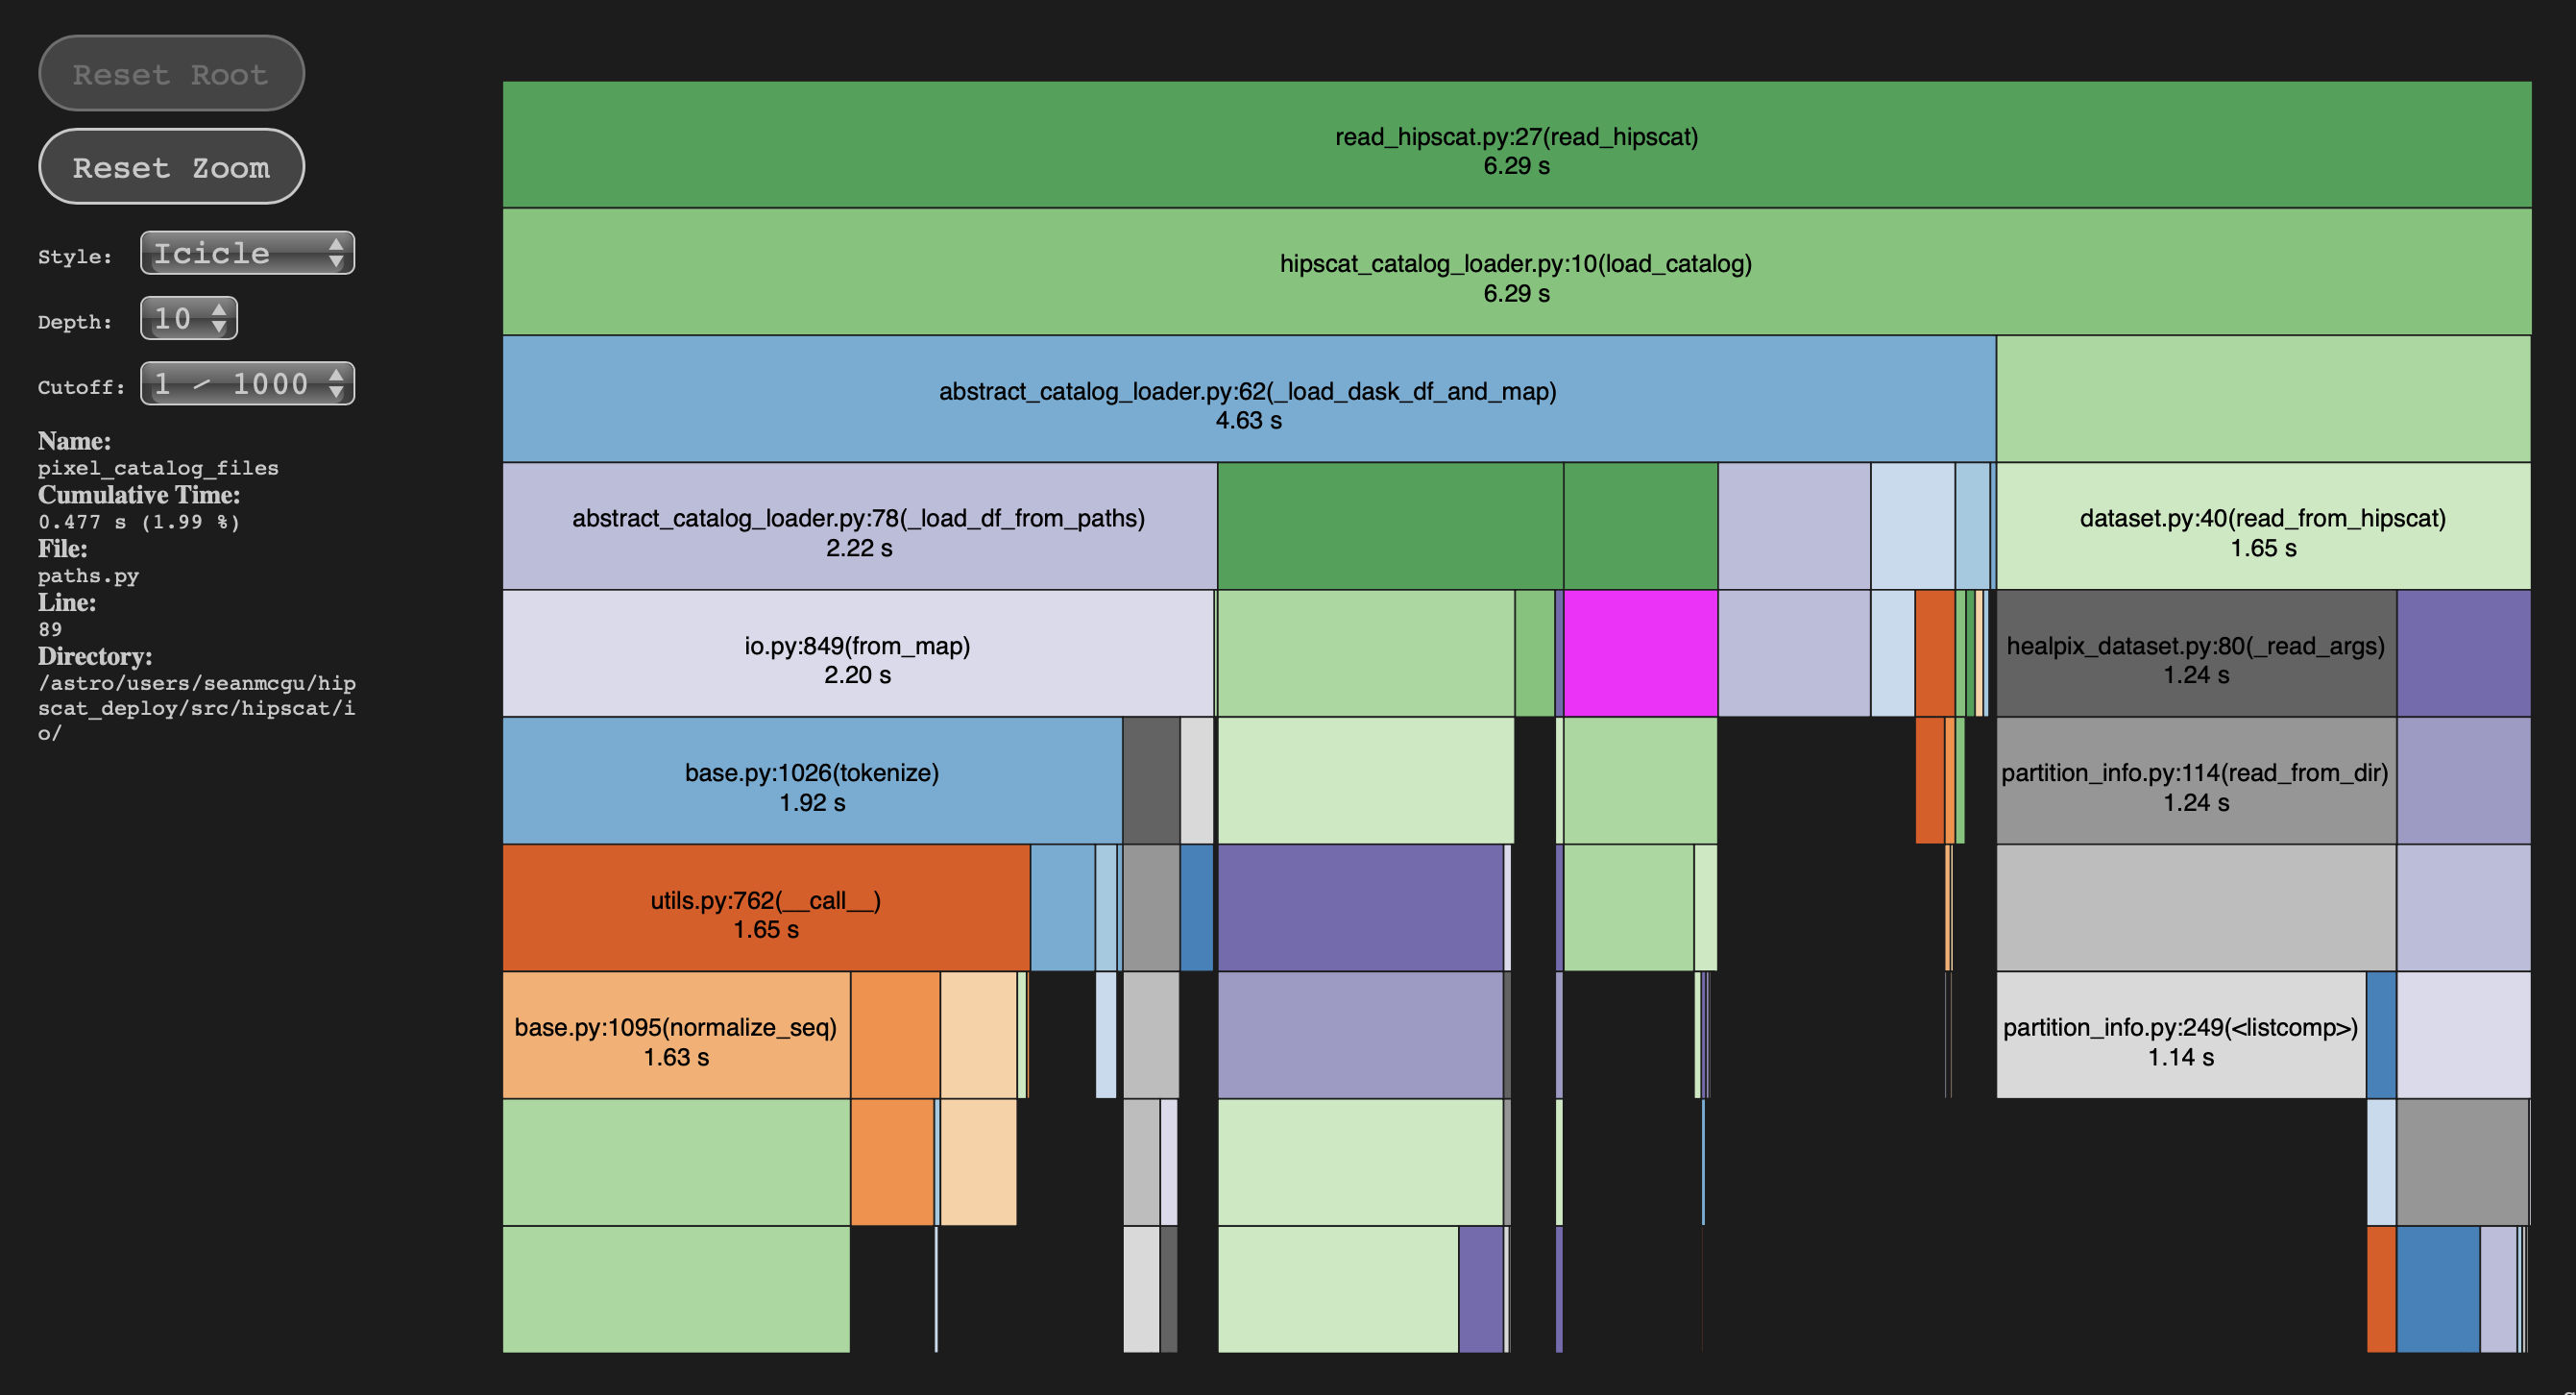 Reset Root
Reset Zoom
Style: Icicle
Depth: 10
Cutoff: 1 / 1000
Name:
pixel_catalog_files
Cumulative Time:
0.477 s (1.99 %)
File:
paths.py
Line:
89
Directory:
/astro/users/seanmcgu/hip
scat_deploy/src/hipscat/i
o/
read_hipscat.py:27(read_hipscat)
6.29 s
hipscat_catalog_loader.py:10(load_catalog)
6.29 s
abstract_catalog_loader.py:62(_load_dask_df_and_map)
4.63 s
abstract_catalog_loader.py:78(_load_df_from_paths)
2.22 s
dataset.py:40(read_from_hipscat)
1.65 s
io.py:849(from_map)
2.20 s
healpix_dataset.py:80(_read_args)
1.24 s
base.py:1026(tokenize)
1.92 s
partition_info.py:114(read_from_dir)
1.24 s
utils.py:762(__call__)
1.65 s
base.py:1095(normalize_seq)
1.63 s
partition_info.py:249(<listcomp>)
1.14 s